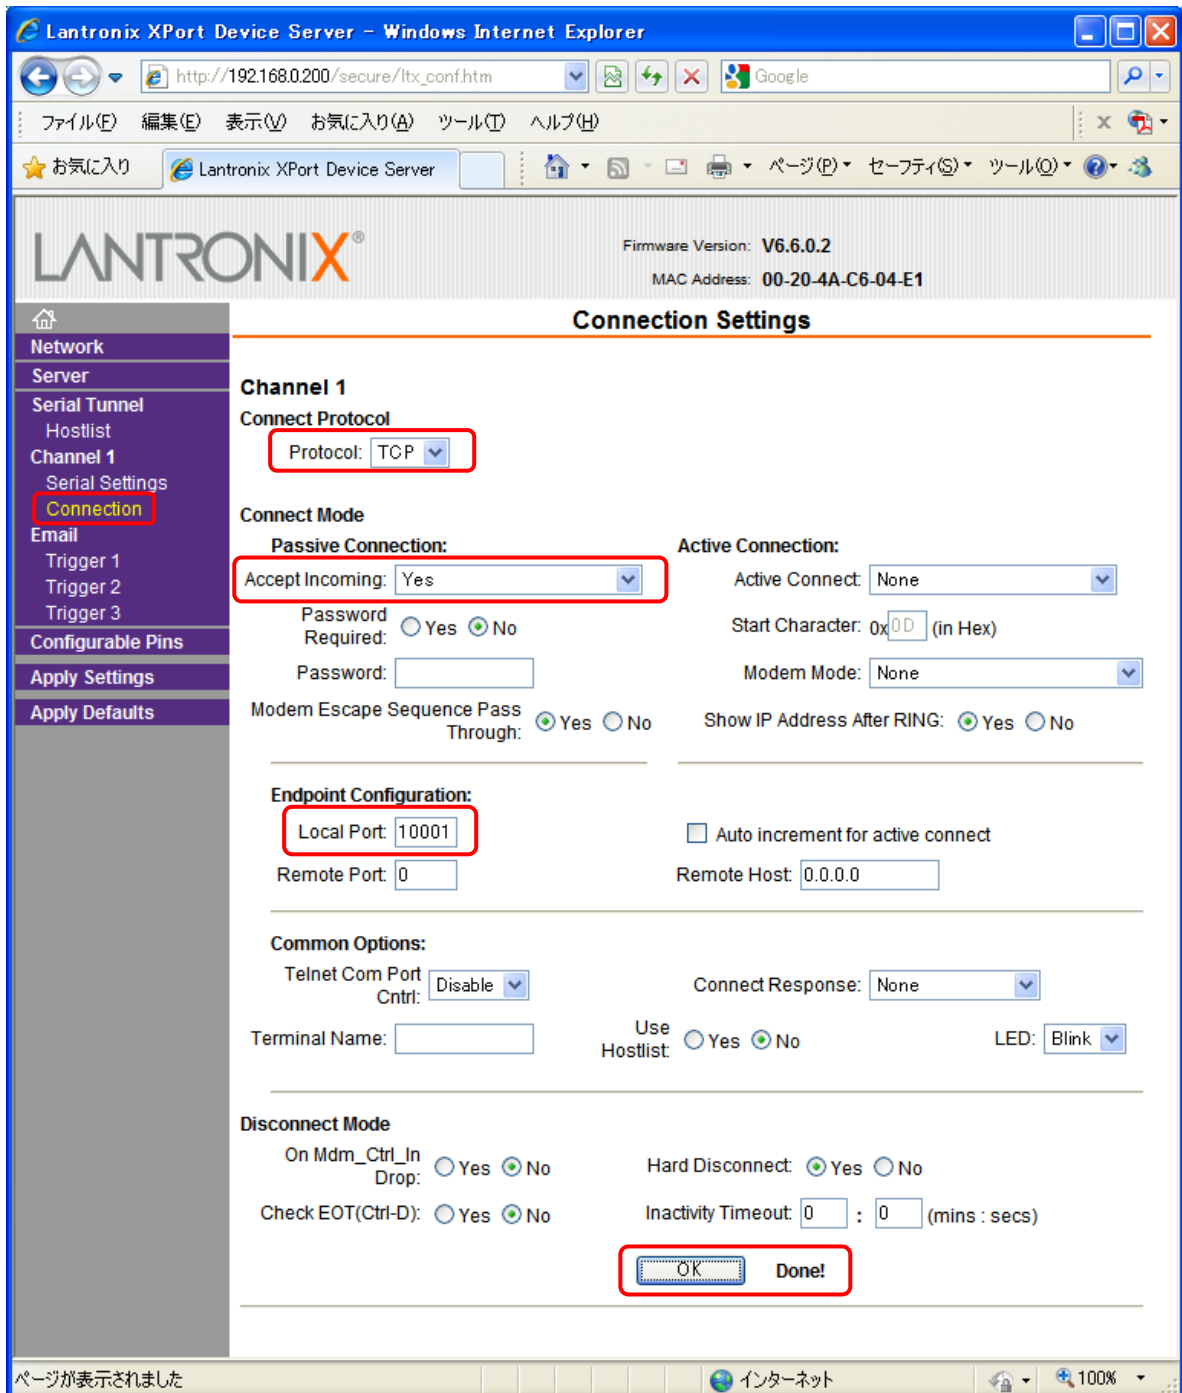 Lantronix XPort Device Server - Windows Internet Explorer
http://192.168.0.200/secure/ltx_conf.htm
Google
ファイル(F) 編集(E) 表示(V) お気に入り(A) ツール(T) ヘルプ(H)
お気に入り
Lantronix XPort Device Server
ページ(P) セーフティ(S) ツール(O)
LANTRONIX®
Firmware Version: V6.6.0.2
MAC Address: 00-20-4A-C6-04-E1
Network
Server
Serial Tunnel
Hostlist
Channel 1
Serial Settings
Connection
Email
Trigger 1
Trigger 2
Trigger 3
Configurable Pins
Apply Settings
Apply Defaults
Connection Settings
Channel 1
Connect Protocol
Protocol: TCP
Connect Mode
Passive Connection:
Accept Incoming: Yes
Password
Required: Yes No
Password:
Modem Escape Sequence Pass
Through: Yes No
Active Connection:
Active Connect: None
Start Character: 0x0D (in Hex)
Modem Mode: None
Show IP Address After RING: Yes No
Endpoint Configuration:
Local Port: 10001
Auto increment for active connect
Remote Port: 0
Remote Host: 0.0.0.0
Common Options:
Telnet Com Port
Cntrl: Disable
Connect Response: None
Terminal Name:
Use
Hostlist: Yes No
LED: Blink
Disconnect Mode
On Mdm_Ctrl_In
Drop: Yes No
Hard Disconnect: Yes No
Check EOT(Ctrl-D): Yes No
Inactivity Timeout: 0 : 0 (mins : secs)
OK Done!
ページが表示されました
インターネット
100%